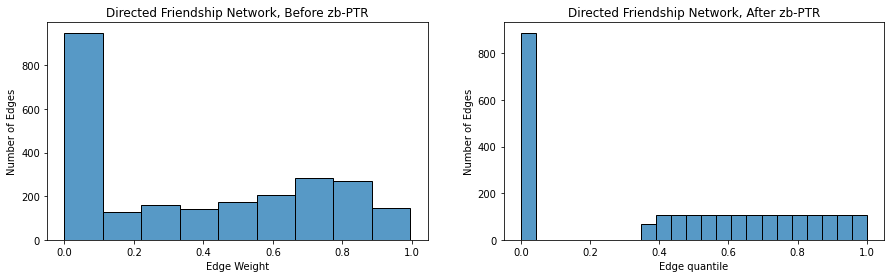 Directed Friendship Network, Before zb-PTR
Number of Edges
800
600
400
200
0
0.0 0.2 0.4 0.6 0.8 1.0
Edge Weight
Directed Friendship Network, After zb-PTR
Number of Edges
800
600
400
200
0
0.0 0.2 0.4 0.6 0.8 1.0
Edge quantile